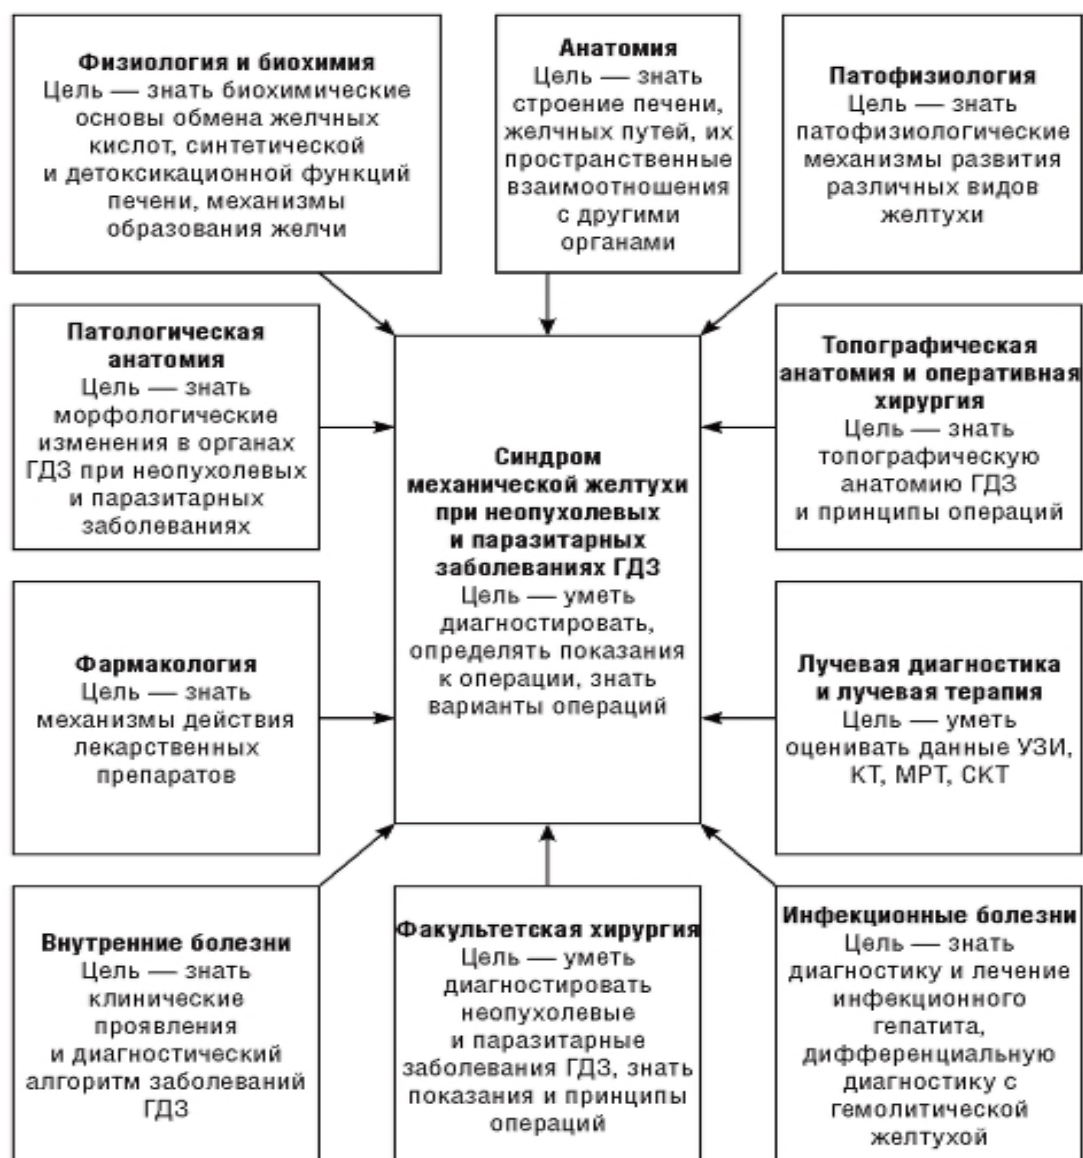 Физиология и биохимия
Цель — знать биохимические
основы обмена желчных
кислот, синтетической
и детоксикационной функций
печени, механизмы
образования желчи
Анатомия
Цель — знать
строение печени,
желчных путей, их
пространственные
взаимоотношения
с другими
органами
Патофизиология
Цель — знать
патофизиологические
механизмы развития
различных видов
желтухи
Патологическая
анатомия
Цель — знать
морфологические
изменения в органах
ГДЗ при неопухолевых
и паразитарных
заболеваниях
Синдром
механической желтухи
при неопухолевых
и паразитарных
заболеваниях ГДЗ
Цель — уметь
диагностировать,
определять показания
к операции, знать
варианты операций
Топографическая
анатомия и оперативная
хирургия
Цель — знать
топографическую
анатомию ГДЗ
и принципы операций
Фармакология
Цель — знать
механизмы действия
лекарственных
препаратов
Лучевая диагностика
и лучевая терапия
Цель — уметь
оценивать данные УЗИ,
КТ, МРТ, СКТ
Внутренние болезни
Цель — знать
клинические
проявления
и диагностический
алгоритм заболеваний
ГДЗ
Факультетская хирургия
Цель — уметь
диагностировать
неопухолевые
и паразитарные
заболевания ГДЗ, знать
показания и принципы
операций
Инфекционные болезни
Цель — знать
диагностику и лечение
инфекционного
гепатита,
дифференциальную
диагностику с
гемолитической
желтухой